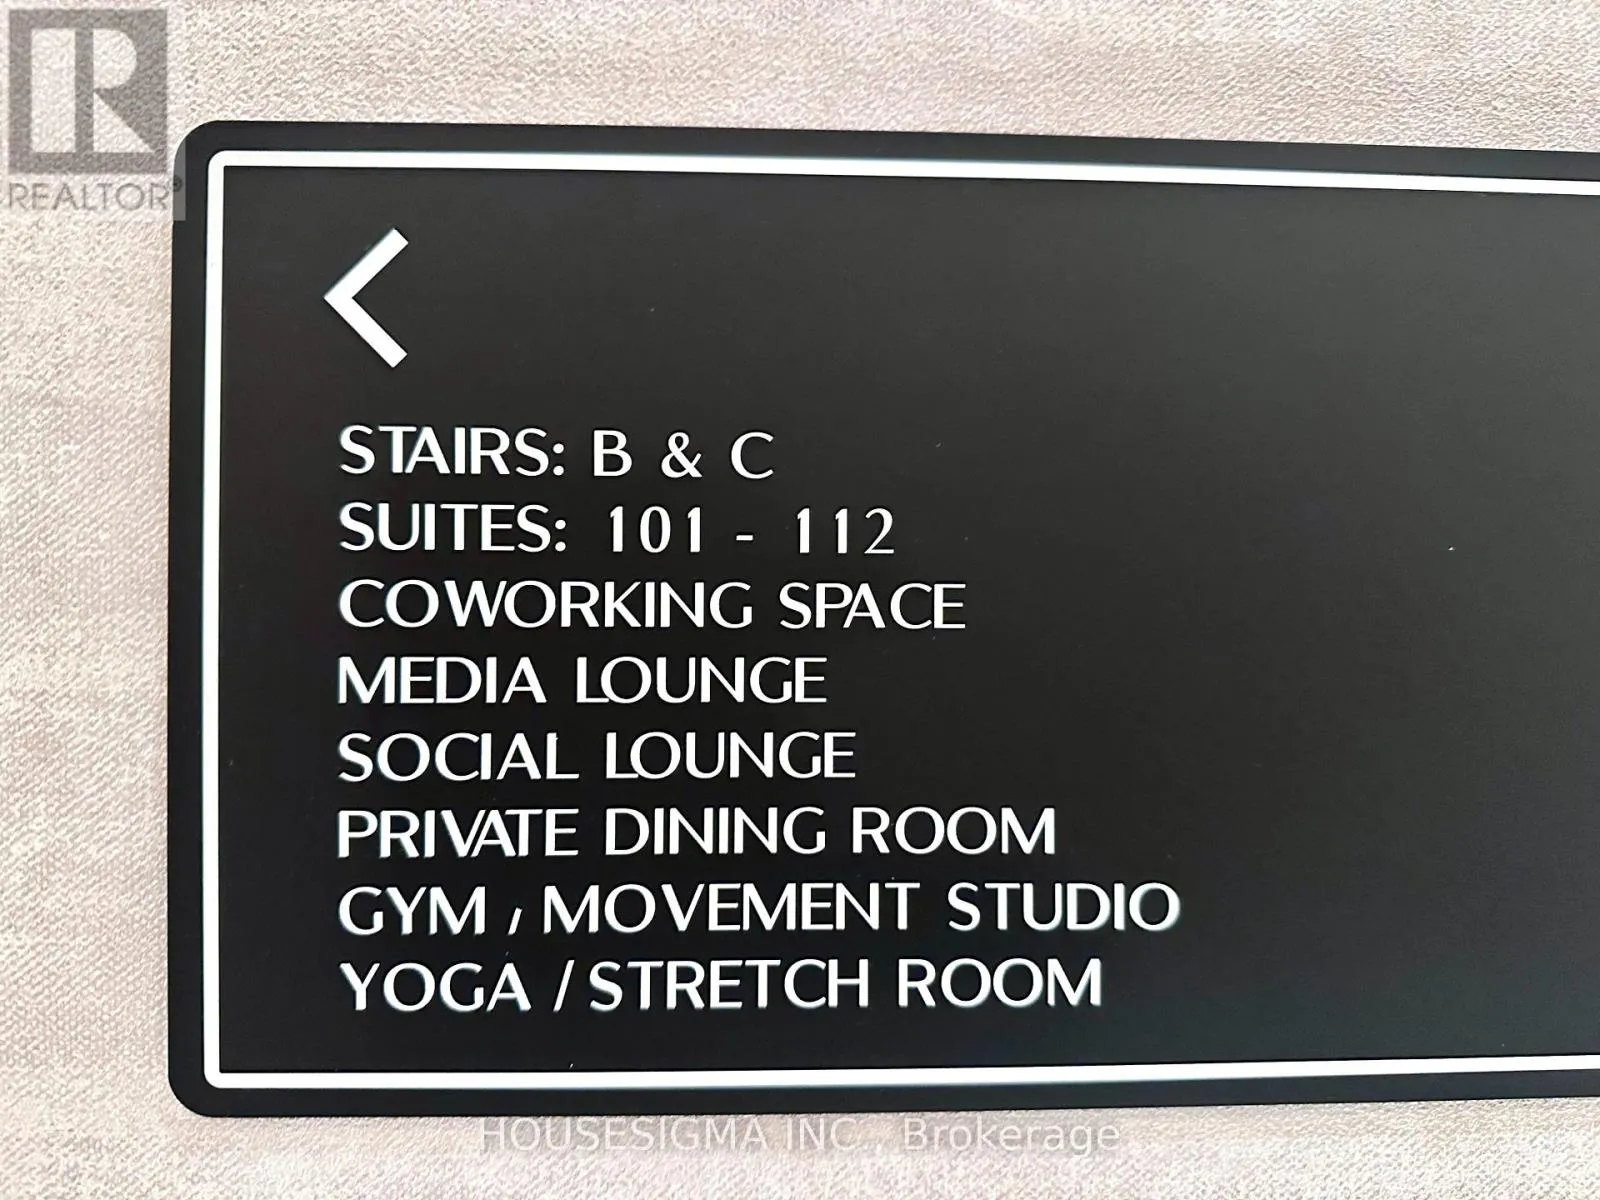 REALTOR®
STAIRS: B & C
SUITES: 101 - 112
COWORKING SPACE
MEDIA LOUNGE
SOCIAL LOUNGE
PRIVATE DINING ROOM
GYM , MOVEMENT STUDIO
YOGA / STRETCH ROOM
HOUSESIGMA INC., Brokerage